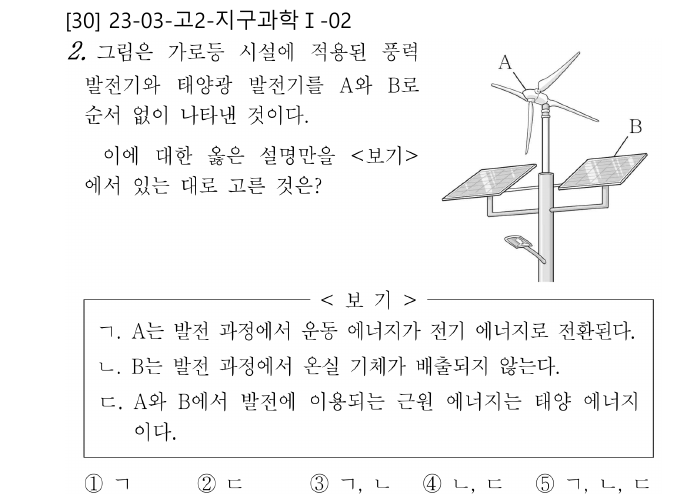 [30] 23-03-고2-지구과학Ⅰ-02
2. 그림은 가로등 시설에 적용된 풍력
발전기와 태양광 발전기를 A와 B로
순서 없이 나타낸 것이다.
이에 대한 옳은 설명만을 <보기>
에서 있는 대로 고른 것은?
A
B
< 보 기 >
ㄱ. A는 발전 과정에서 운동 에너지가 전기 에너지로 전환된다.
ㄴ. B는 발전 과정에서 온실 기체가 배출되지 않는다.
ㄷ. A와 B에서 발전에 이용되는 근원 에너지는 태양 에너지
이다.
① ㄱ ② ㄷ ③ ㄱ, ㄴ ④ ㄴ, ㄷ ⑤ ㄱ, ㄴ, ㄷ